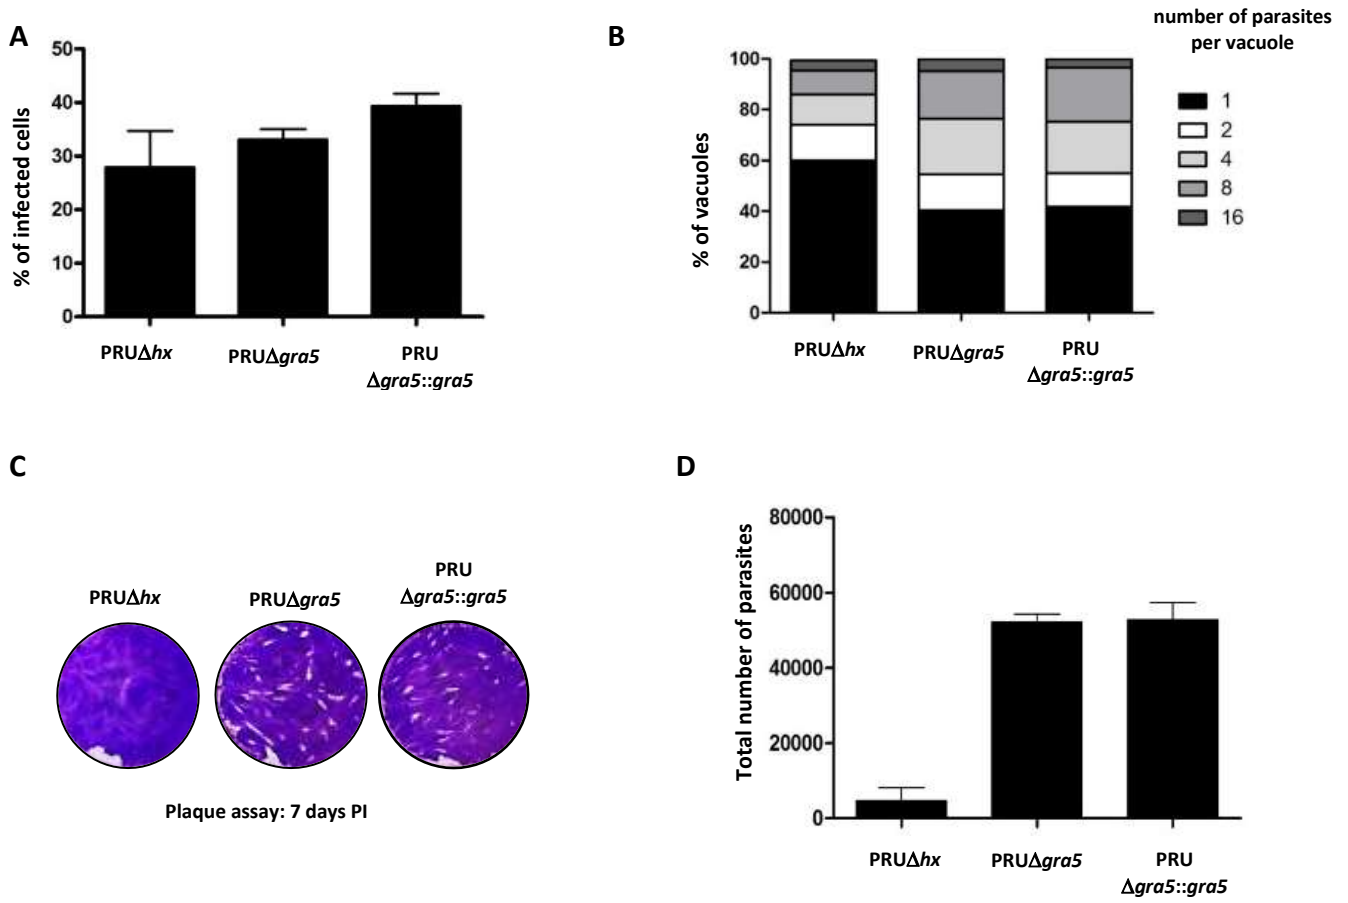 A
50
40
30
20
10
0
% of infected cells
PRUΔhx
PRUΔgra5
PRU
Δgra5::gra5
B
number of parasites
per vacuole
100
80
60
40
20
0
% of vacuoles
1
2
4
8
16
PRUΔhx
PRUΔgra5
PRU
Δgra5::gra5
C
PRUΔhx
PRUΔgra5
PRU
Δgra5::gra5
Plaque assay: 7 days PI
D
80000
60000
40000
20000
0
Total number of parasites
PRUΔhx
PRUΔgra5
PRU
Δgra5::gra5